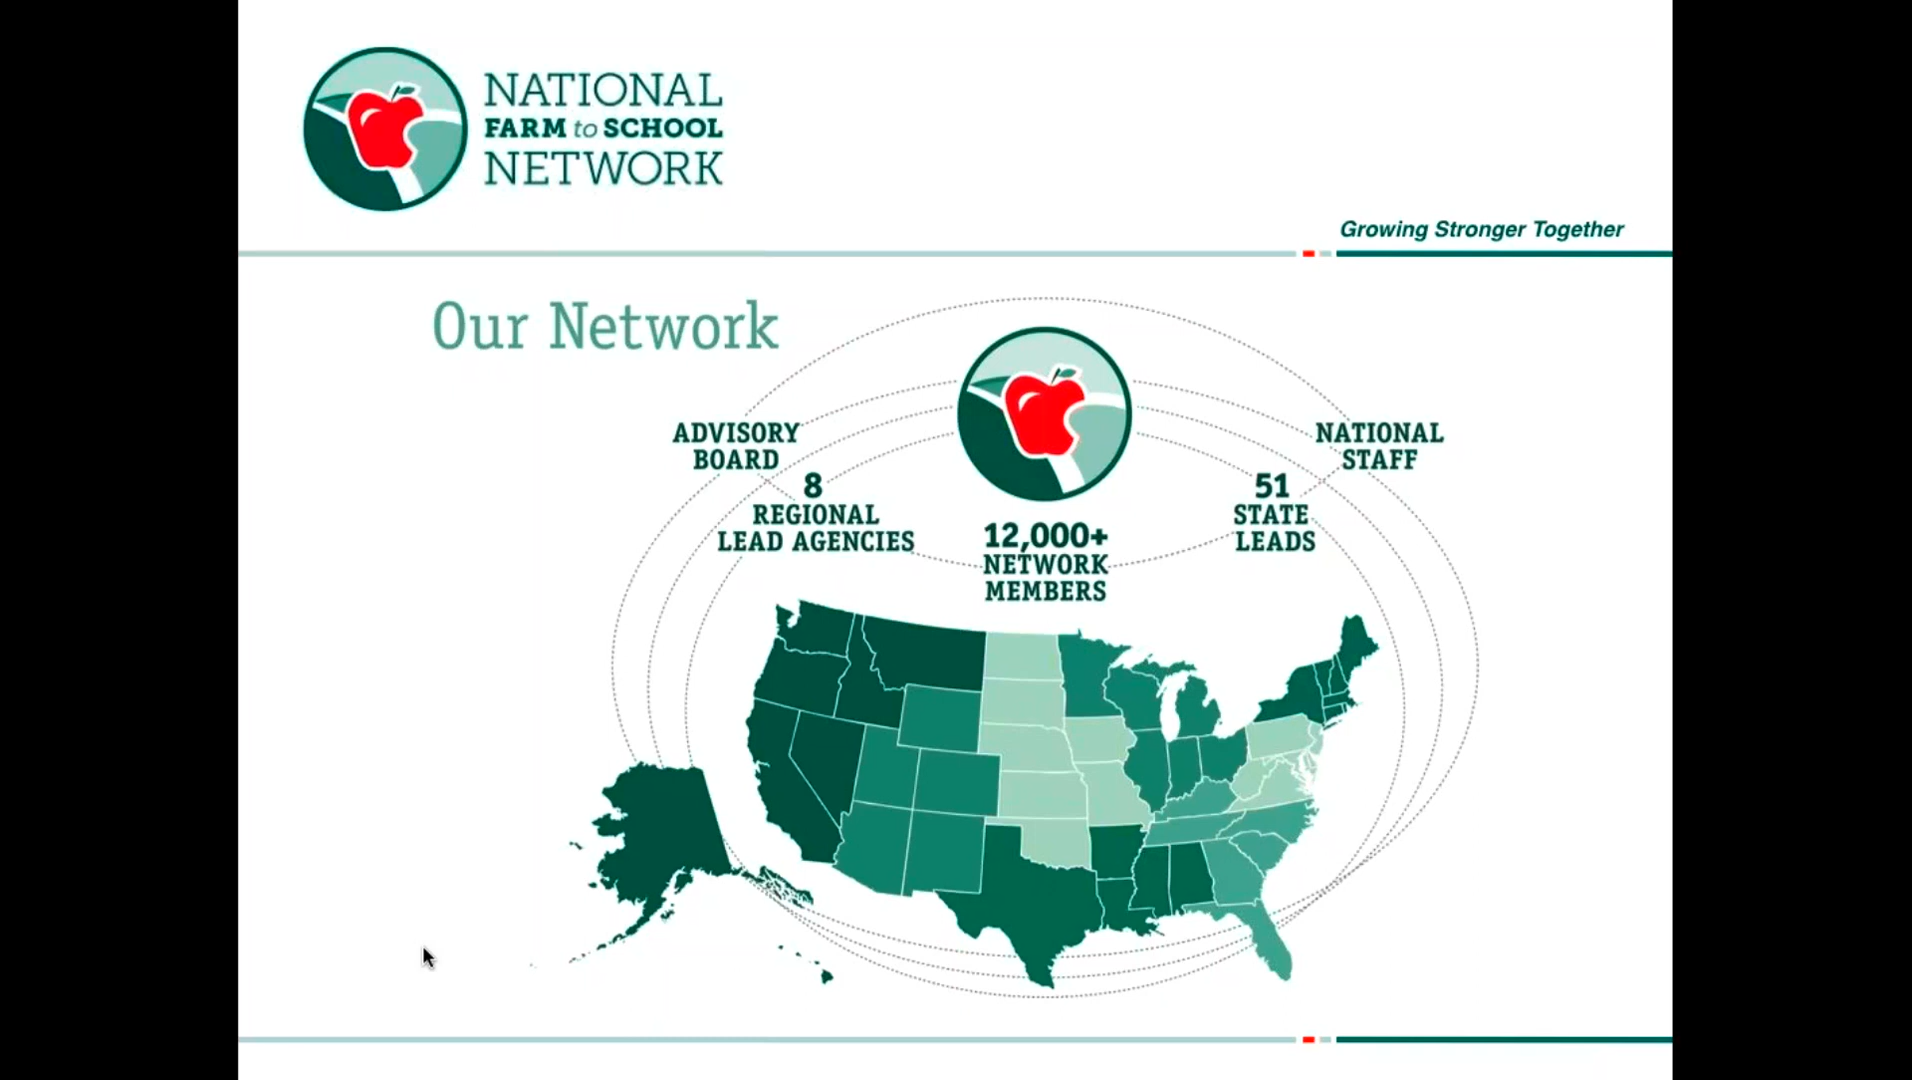 NATIONAL
FARM to SCHOOL
NETWORK
Growing Stronger Together
Our Network
ADVISORY
BOARD
8
REGIONAL
LEAD AGENCIES
12,000+
NETWORK
MEMBERS
51
STATE
LEADS
NATIONAL
STAFF